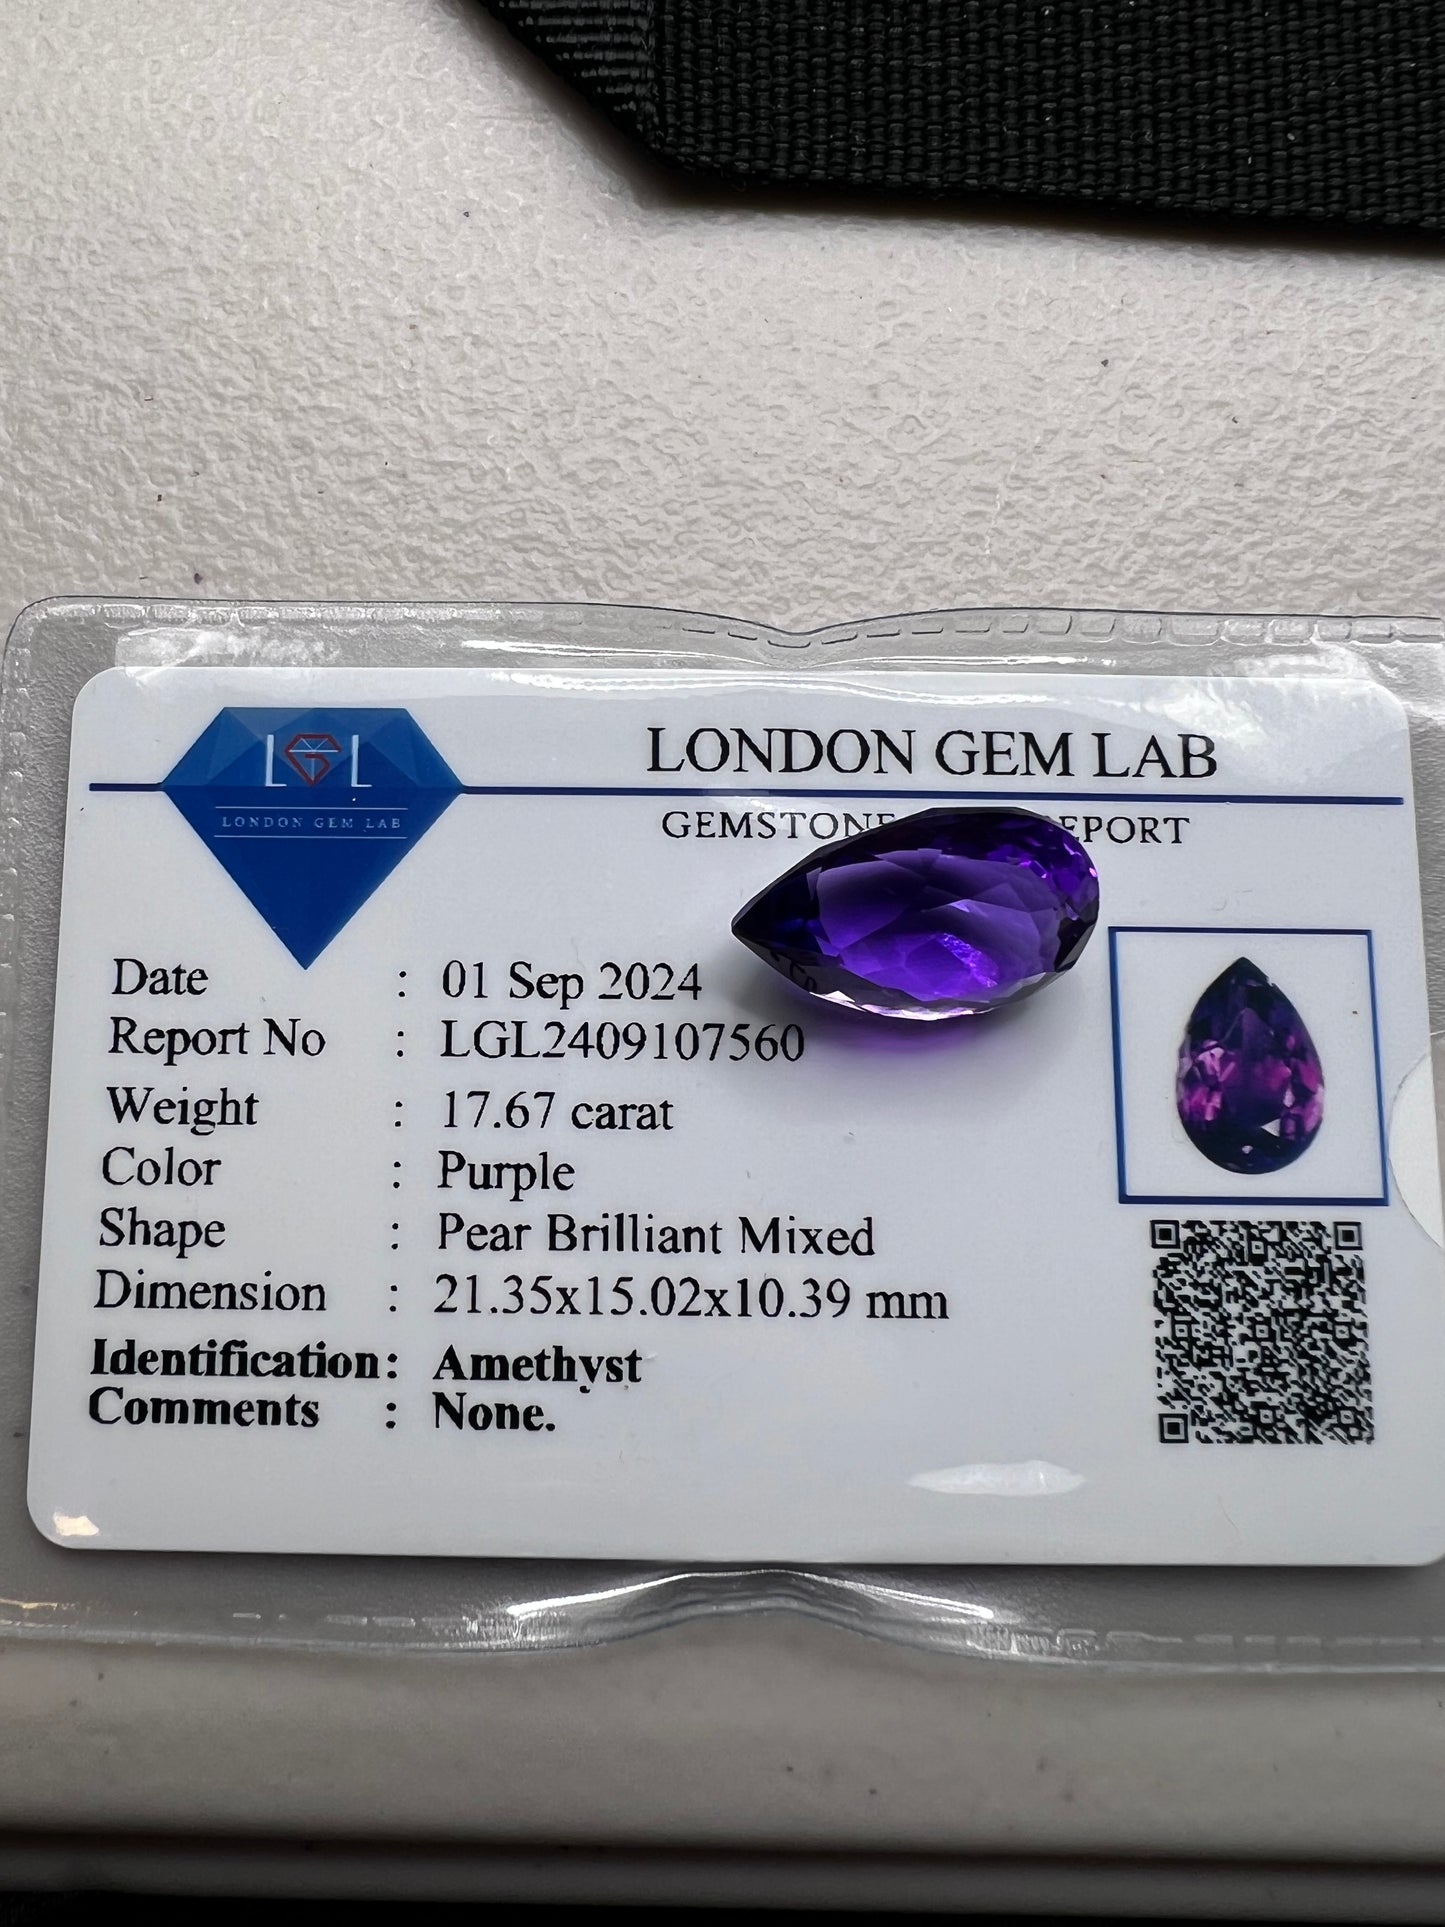 LGL
LONDON GEM LAB
LONDON GEM LAB
GEMSTONE
Date : 01 Sep 2024
Report No : LGL2409107560
Weight : 17.67 carat
Color : Purple
Shape : Pear Brilliant Mixed
Dimension : 21.35x15.02x10.39 mm
Identification: Amethyst
Comments : None.